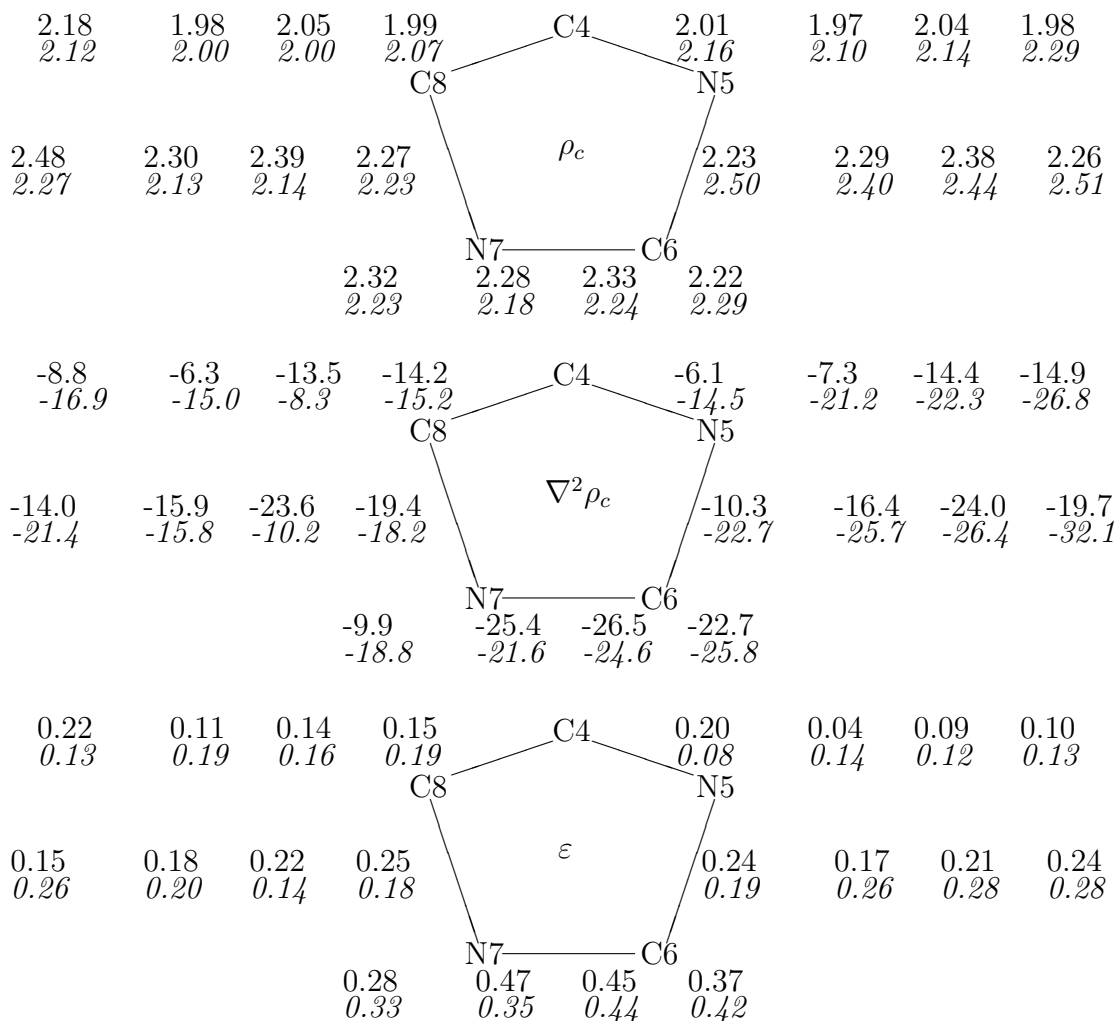 2.18 1.98 2.05 1.99 C4 2.01 1.97 2.04 1.98
2.12 2.00 2.00 2.07 2.16 2.10 2.14 2.29
C8 N5
ρc
2.48 2.30 2.39 2.27 2.23 2.29 2.38 2.26
2.27 2.13 2.14 2.23 2.50 2.40 2.44 2.51
N7 C6
2.32 2.28 2.33 2.22
2.23 2.18 2.24 2.29
-8.8 -6.3 -13.5 -14.2 C4 -6.1 -7.3 -14.4 -14.9
-16.9 -15.0 -8.3 -15.2 -14.5 -21.2 -22.3 -26.8
C8 N5
∇²ρc
-14.0 -15.9 -23.6 -19.4 -10.3 -16.4 -24.0 -19.7
-21.4 -15.8 -10.2 -18.2 -22.7 -25.7 -26.4 -32.1
N7 C6
-9.9 -25.4 -26.5 -22.7
-18.8 -21.6 -24.6 -25.8
0.22 0.11 0.14 0.15 C4 0.20 0.04 0.09 0.10
0.13 0.19 0.16 0.19 0.08 0.14 0.12 0.13
C8 N5
ε
0.15 0.18 0.22 0.25 0.24 0.17 0.21 0.24
0.26 0.20 0.14 0.18 0.19 0.26 0.28 0.28
N7 C6
0.28 0.47 0.45 0.37
0.33 0.35 0.44 0.42